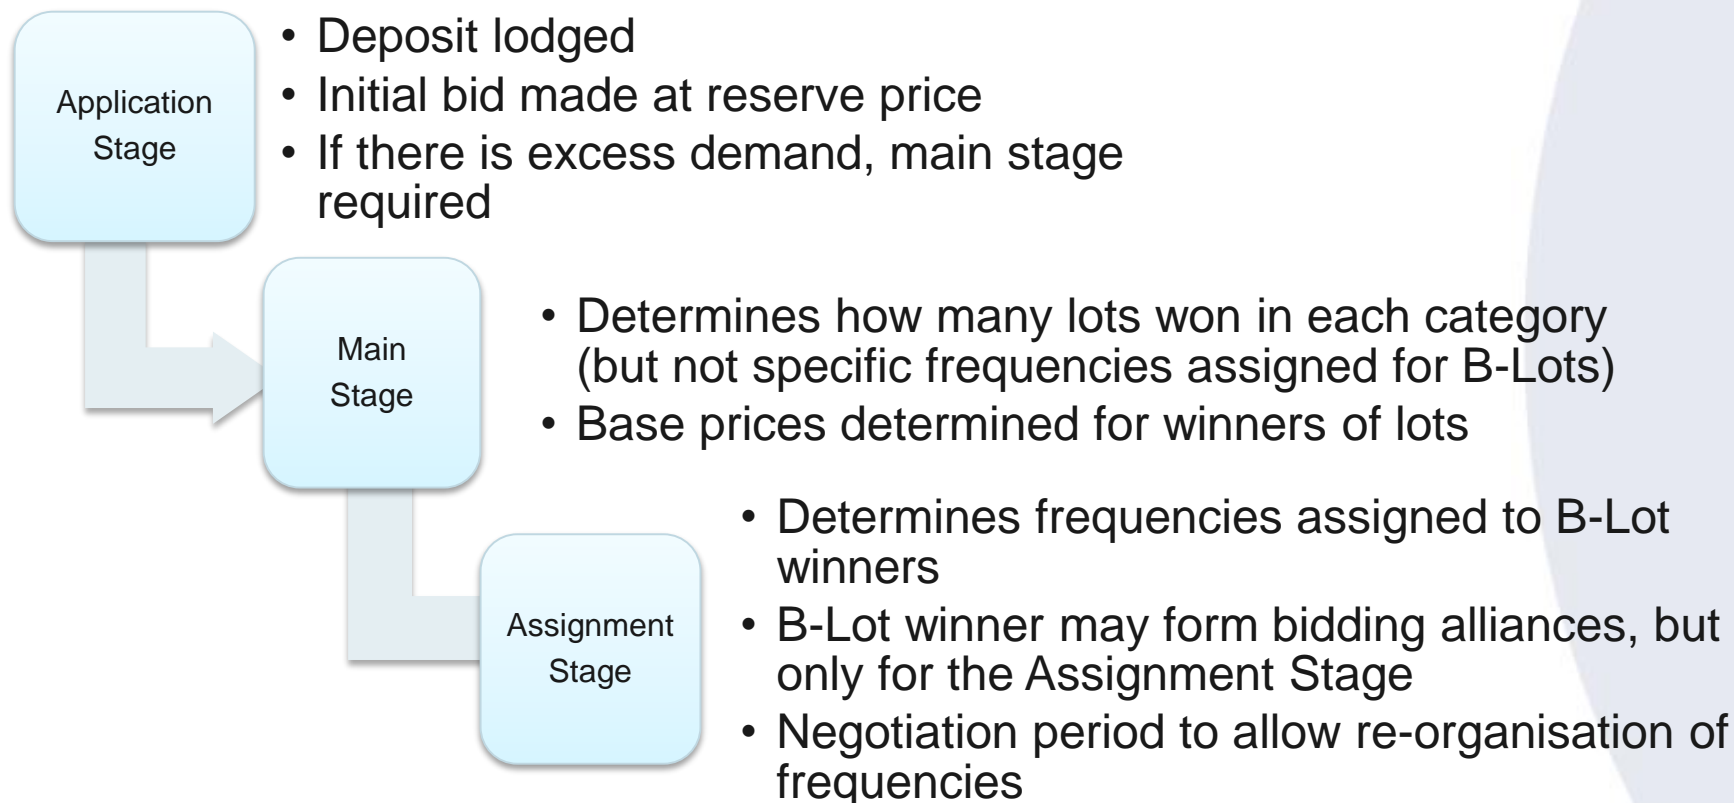 Application
Stage
• Deposit lodged
• Initial bid made at reserve price
• If there is excess demand, main stage
required
Main
Stage
• Determines how many lots won in each category
(but not specific frequencies assigned for B-Lots)
• Base prices determined for winners of lots
Assignment
Stage
• Determines frequencies assigned to B-Lot
winners
• B-Lot winner may form bidding alliances, but
only for the Assignment Stage
• Negotiation period to allow re-organisation of
frequencies